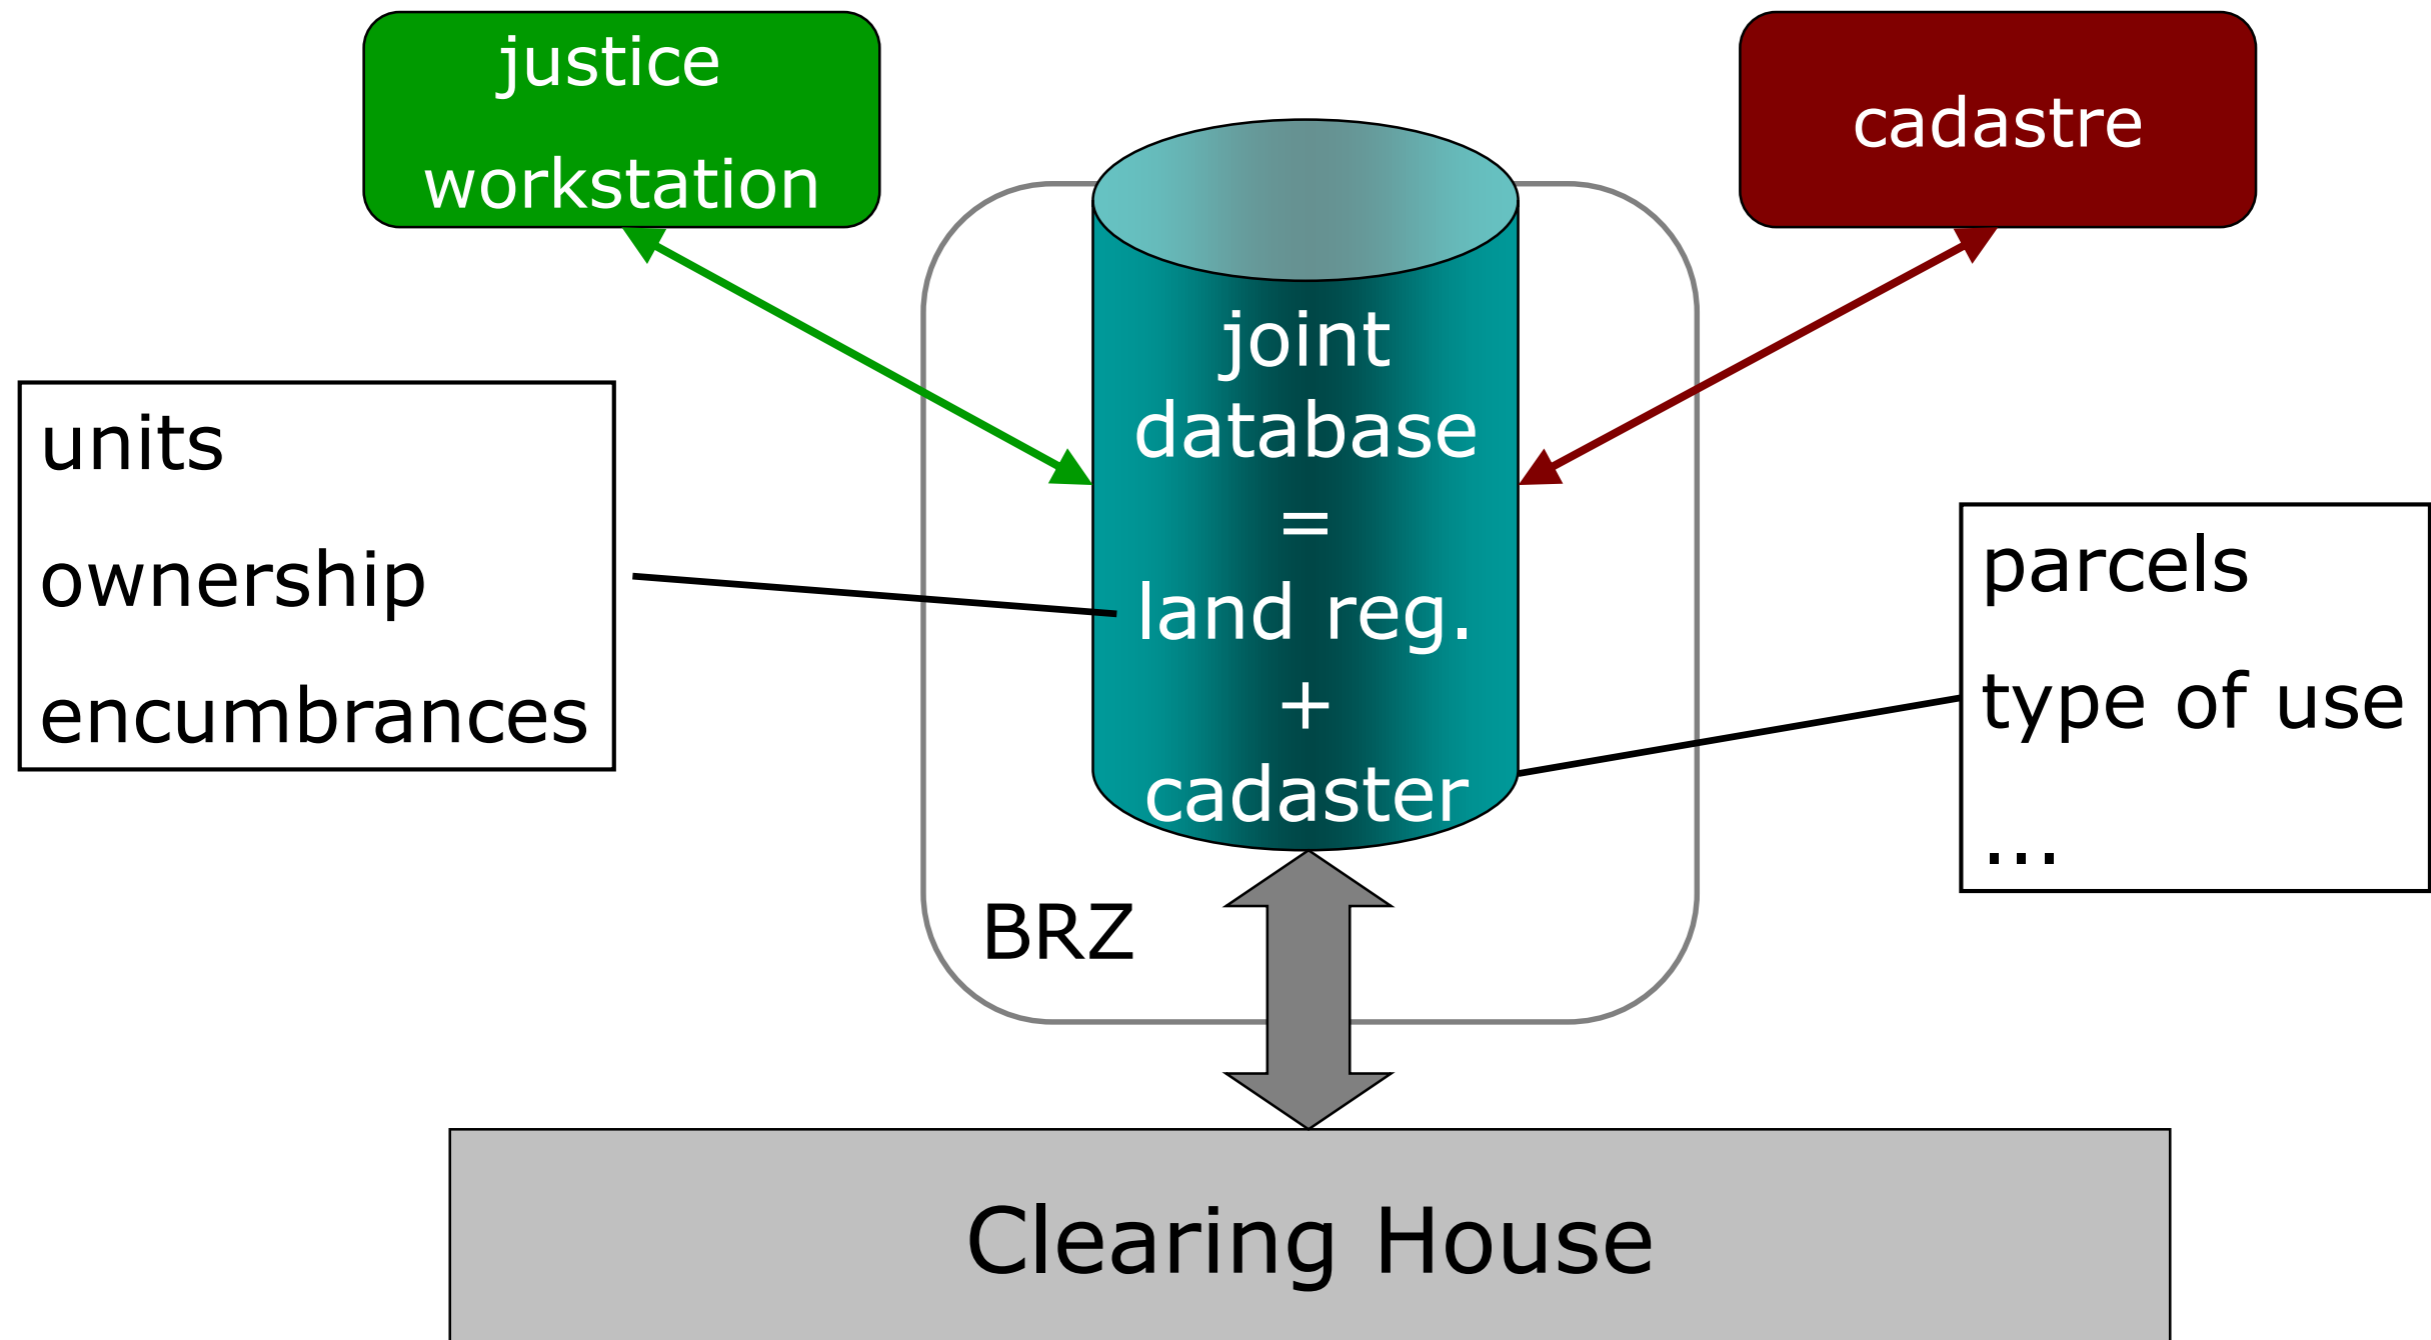 justice
workstation
cadastre
joint
database
=
land reg.
+
cadaster
units
ownership
encumbrances
parcels
type of use
...
BRZ
Clearing House